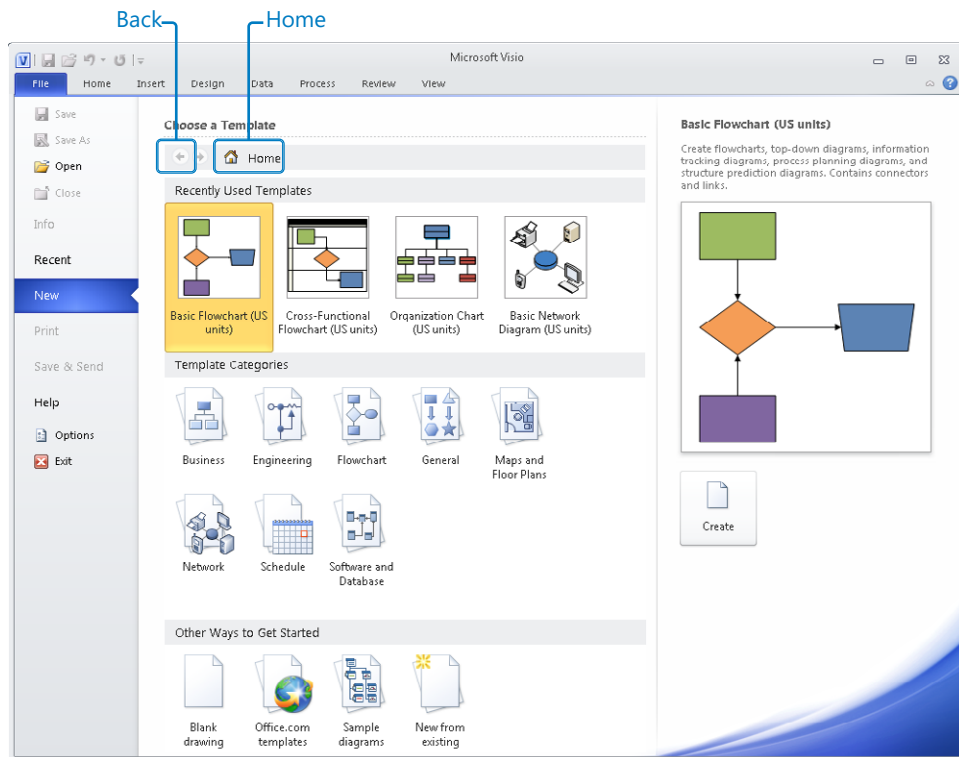 Back
Home
Microsoft Visio
File Home Insert Design Data Process Review View
Save
Save As
Open
Close
Info
Recent
New
Print
Save & Send
Help
Options
Exit
Choose a Template
Home
Recently Used Templates
Basic Flowchart (US
units)
Cross-Functional
Flowchart (US units)
Organization Chart
(US units)
Basic Network
Diagram (US units)
Template Categories
Business
Engineering
Flowchart
General
Maps and
Floor Plans
Network
Schedule
Software and
Database
Other Ways to Get Started
Blank
drawing
Office.com
templates
Sample
diagrams
New from
existing
Basic Flowchart (US units)
Create flowcharts, top-down diagrams, information
tracking diagrams, process planning diagrams, and
structure prediction diagrams. Contains connectors
and links.
Create